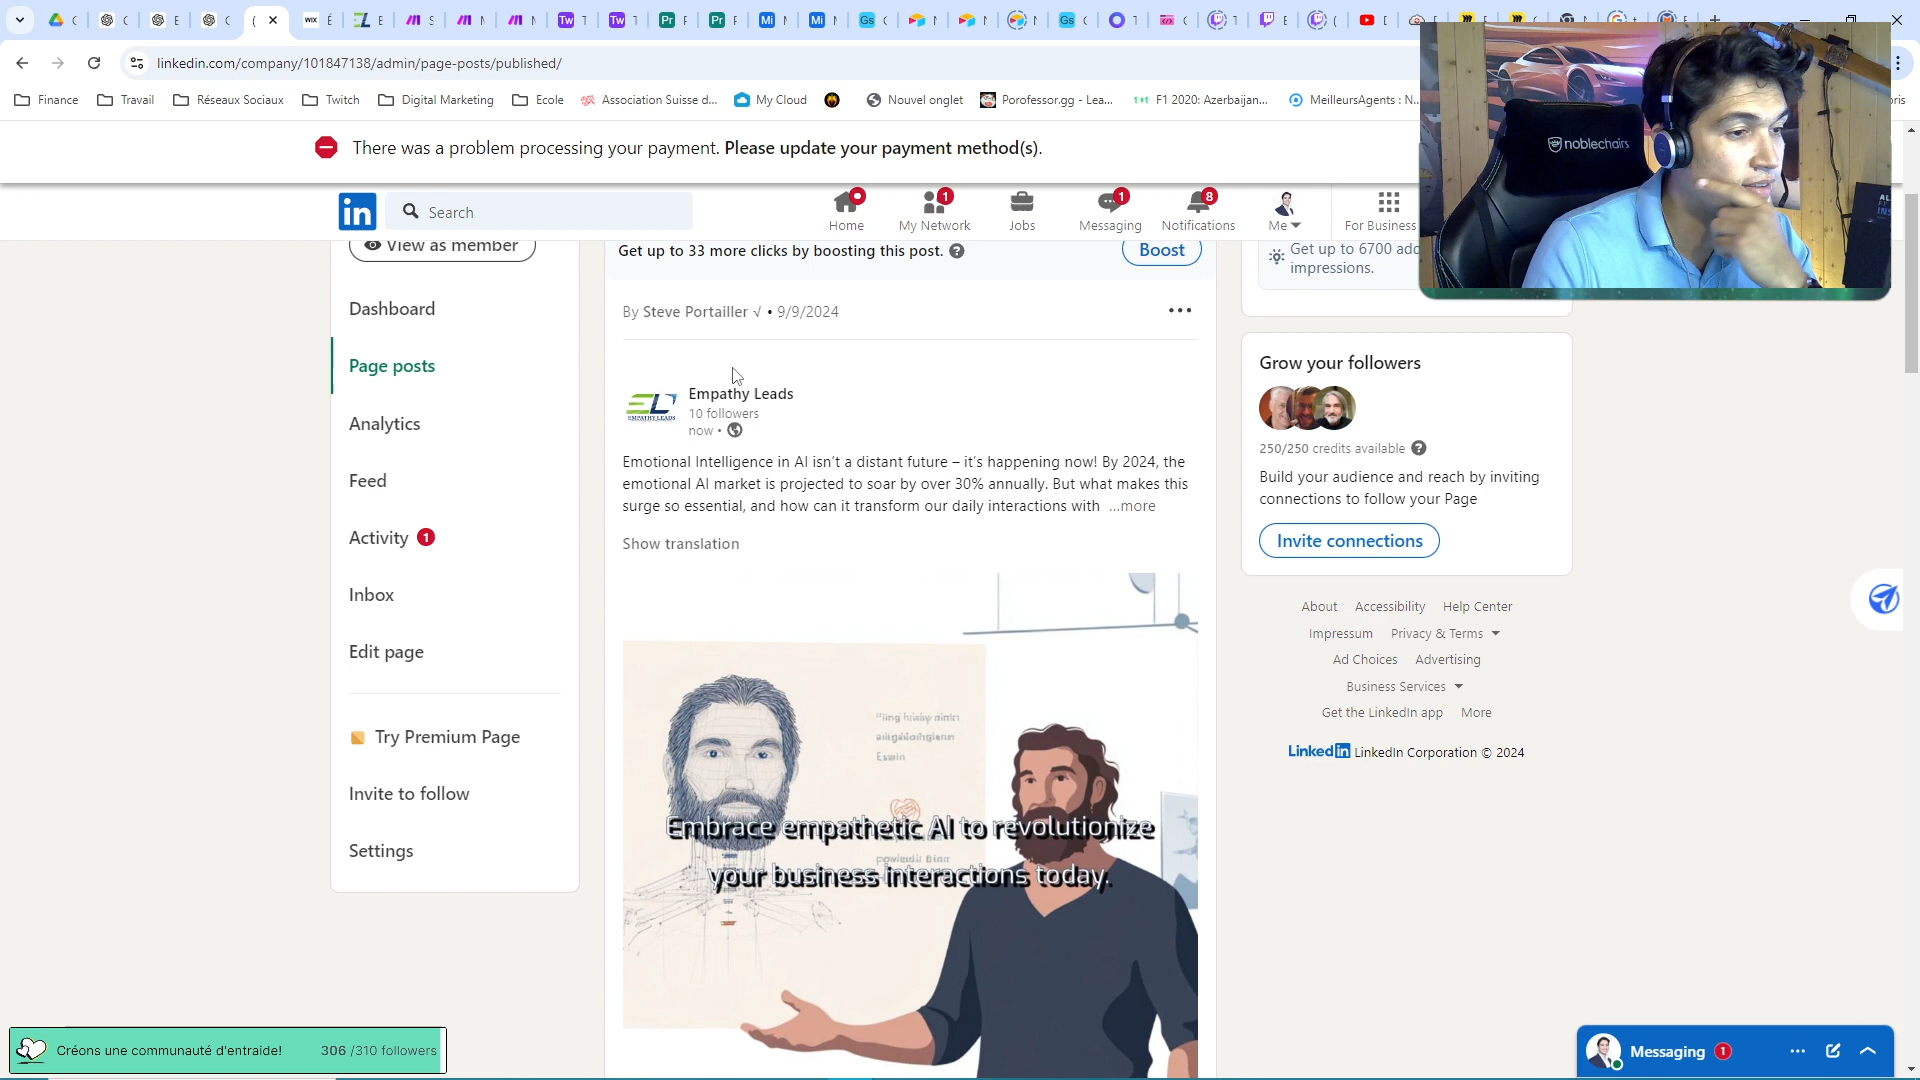 linkedin.com/company/101847138/admin/page-posts/published/
Finance
Travail
Réseaux Sociaux
Twitch
Digital Marketing
Ecole
Association Suisse d...
My Cloud
Nouvel onglet
Porofessor.gg - Lea...
F1 2020: Azerbaijan...
MeilleursAgents : N...
There was a problem processing your payment. Please update your payment method(s).
Search
Home
1
My Network
Jobs
1
Messaging
8
Notifications
Me
For Business
noblechairs
View as member
Dashboard
Page posts
Analytics
Feed
Activity 1
Inbox
Edit page
Try Premium Page
Invite to follow
Settings
Get up to 33 more clicks by boosting this post.
Boost
By Steve Portailler √ • 9/9/2024
EMPATHY LEADS
Empathy Leads
10 followers
now •
Emotional Intelligence in AI isn't a distant future – it's happening now! By 2024, the
emotional AI market is projected to soar by over 30% annually. But what makes this
surge so essential, and how can it transform our daily interactions with ...more
Show translation
Embrace empathetic AI to revolutionize
your business interactions today.
Get up to 6700 add
impressions.
Grow your followers
250/250 credits available
Build your audience and reach by inviting
connections to follow your Page
Invite connections
About Accessibility Help Center
Impressum Privacy & Terms
Ad Choices Advertising
Business Services
Get the LinkedIn app More
LinkedIn LinkedIn Corporation © 2024
Créons une communauté d'entraide! 306 /310 followers
Messaging 1